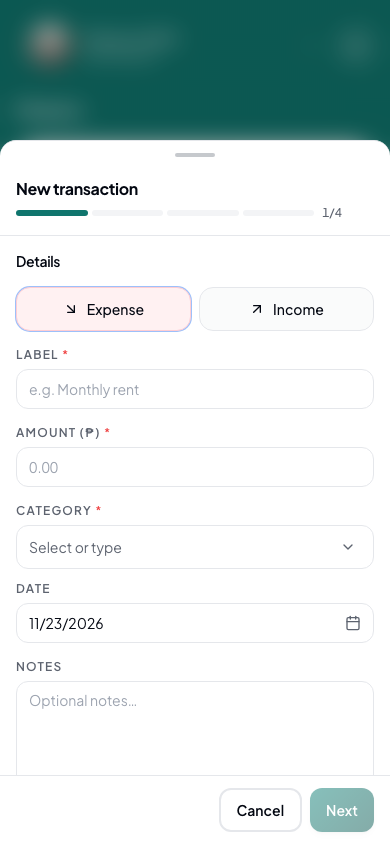 New transaction
1/4
Details
Expense
Income
LABEL *
e.g. Monthly rent
AMOUNT (₱) *
0.00
CATEGORY *
Select or type
DATE
11/23/2026
NOTES
Optional notes...
Cancel
Next